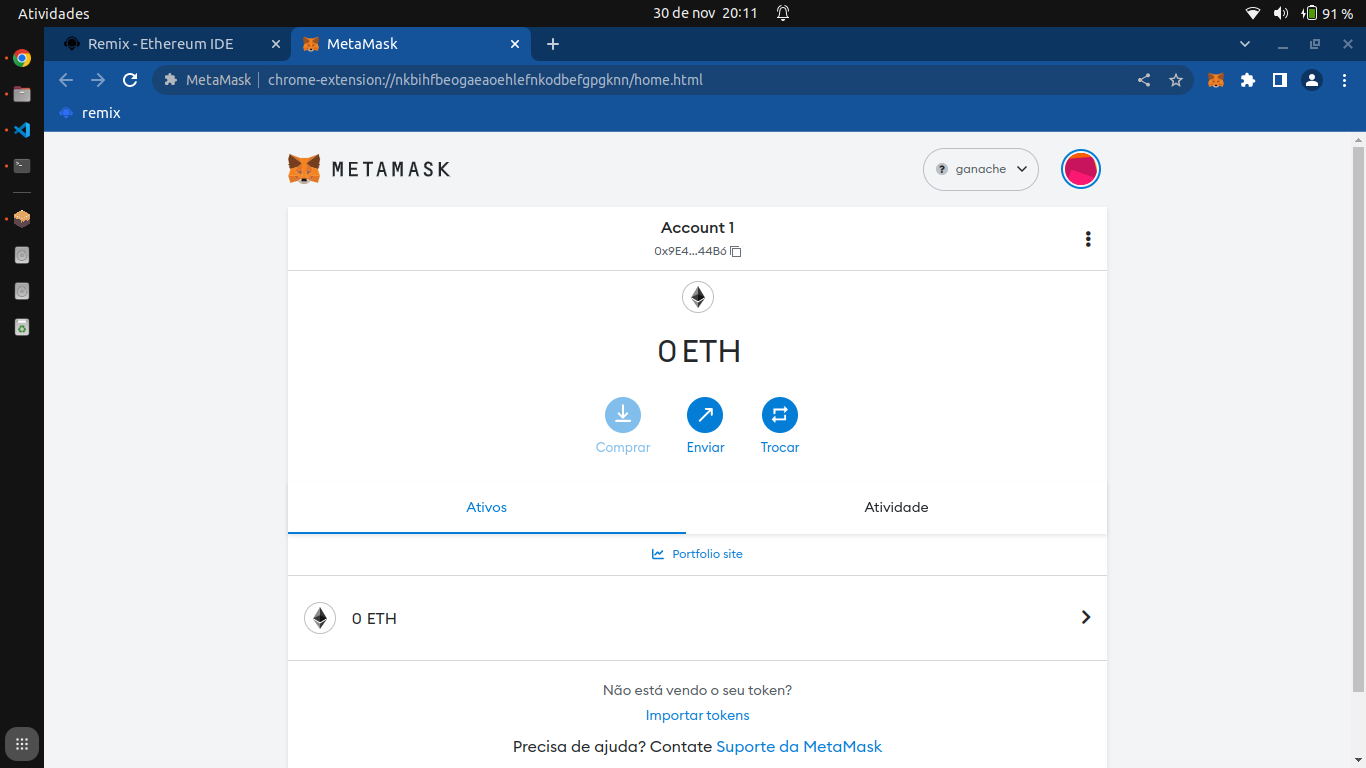 Atividades
30 de nov 20:11
91 %
Remix - Ethereum IDE
MetaMask
MetaMask
chrome-extension://nkbihfbeogaeaoehlefnkodbefgpgknn/home.html
remix
METAMASK
? ganache
Account 1
0x9E4...44B6
0 ETH
Comprar
Enviar
Trocar
Ativos
Atividade
Portfolio site
0 ETH
Não está vendo o seu token?
Importar tokens
Precisa de ajuda? Contate Suporte da MetaMask